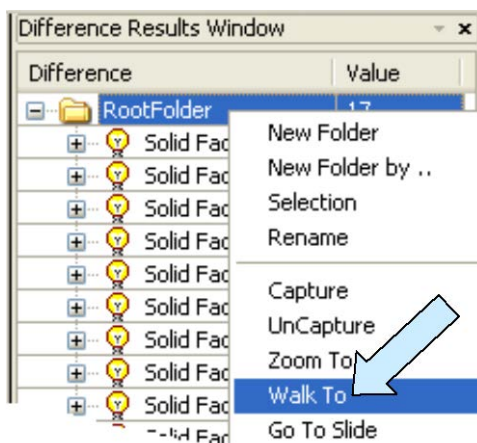 Difference Results Window
Difference Value
RootFolder 17
Solid Fac
Solid Fac
Solid Fac
Solid Fac
Solid Fac
Solid Fac
Solid Fac
Solid Fac
Solid Fac
New Folder
New Folder by ..
Selection
Rename
Capture
UnCapture
Zoom To
Walk To
Go To Slide